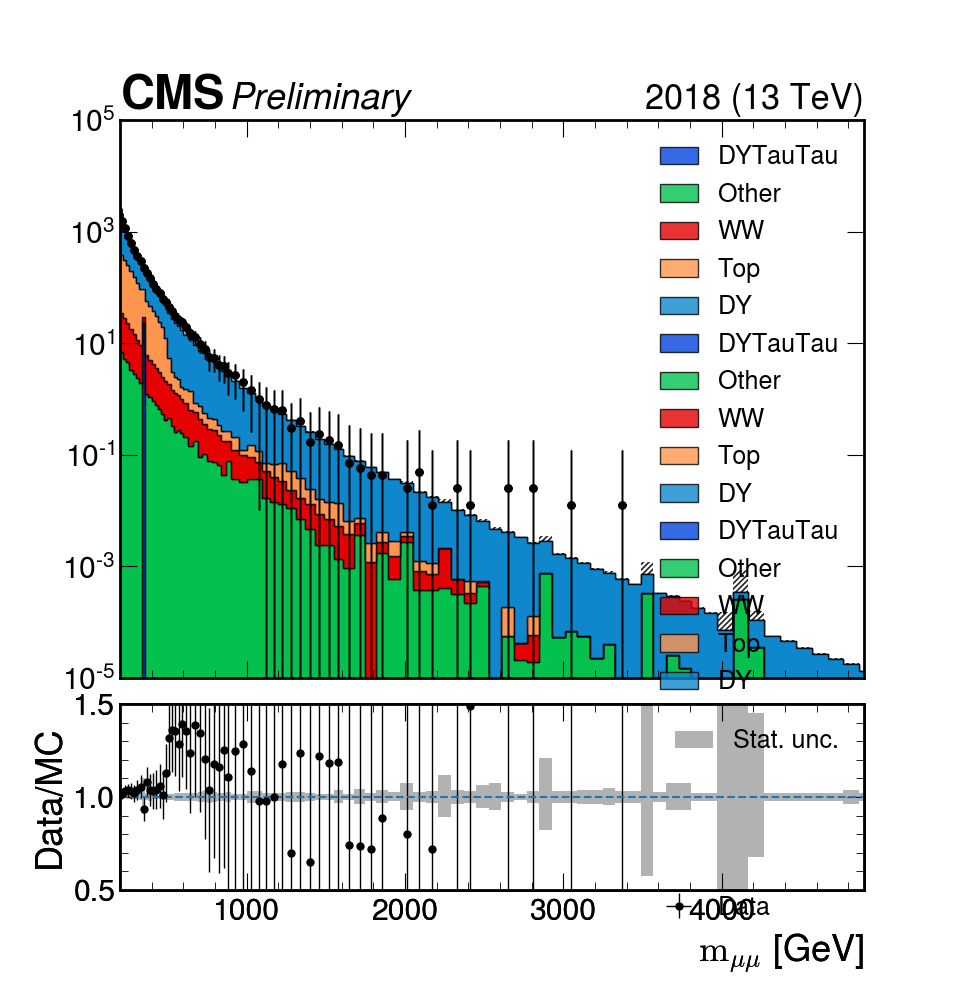 CMS Preliminary 2018 (13 TeV)
10^5
10^3
10^1
10^-1
10^-3
10^-5
DYTauTau
Other
WW
Top
DY
DYTauTau
Other
WW
Top
DY
DYTauTau
Other
WW
Top
DY
Data/MC
1.5
1.0
0.5
Stat. unc.
1000 2000 3000 4000
Data
m_μμ [GeV]